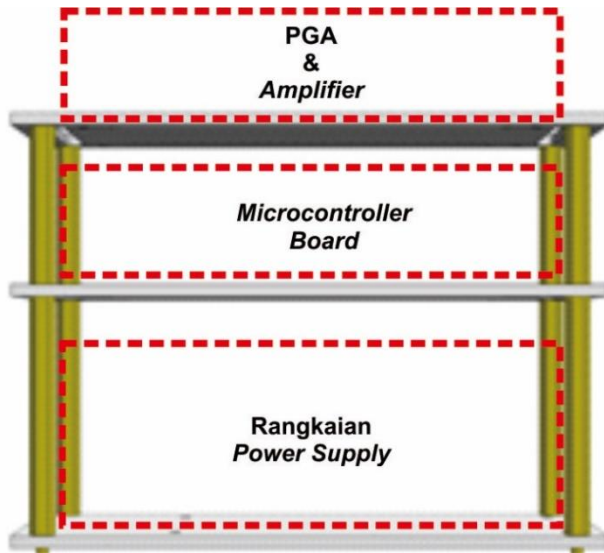 PGA
&
Amplifier
Microcontroller
Board
Rangkaian
Power Supply